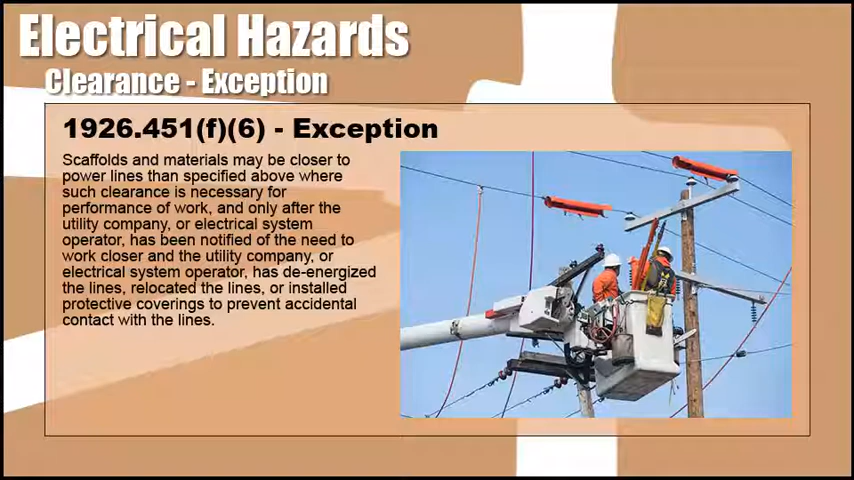 Electrical Hazards
Clearance - Exception
1926.451(f)(6) - Exception
Scaffolds and materials may be closer to
power lines than specified above where
such clearance is necessary for
performance of work, and only after the
utility company, or electrical system
operator, has been notified of the need to
work closer and the utility company, or
electrical system operator, has de-energized
the lines, relocated the lines, or installed
protective coverings to prevent accidental
contact with the lines.